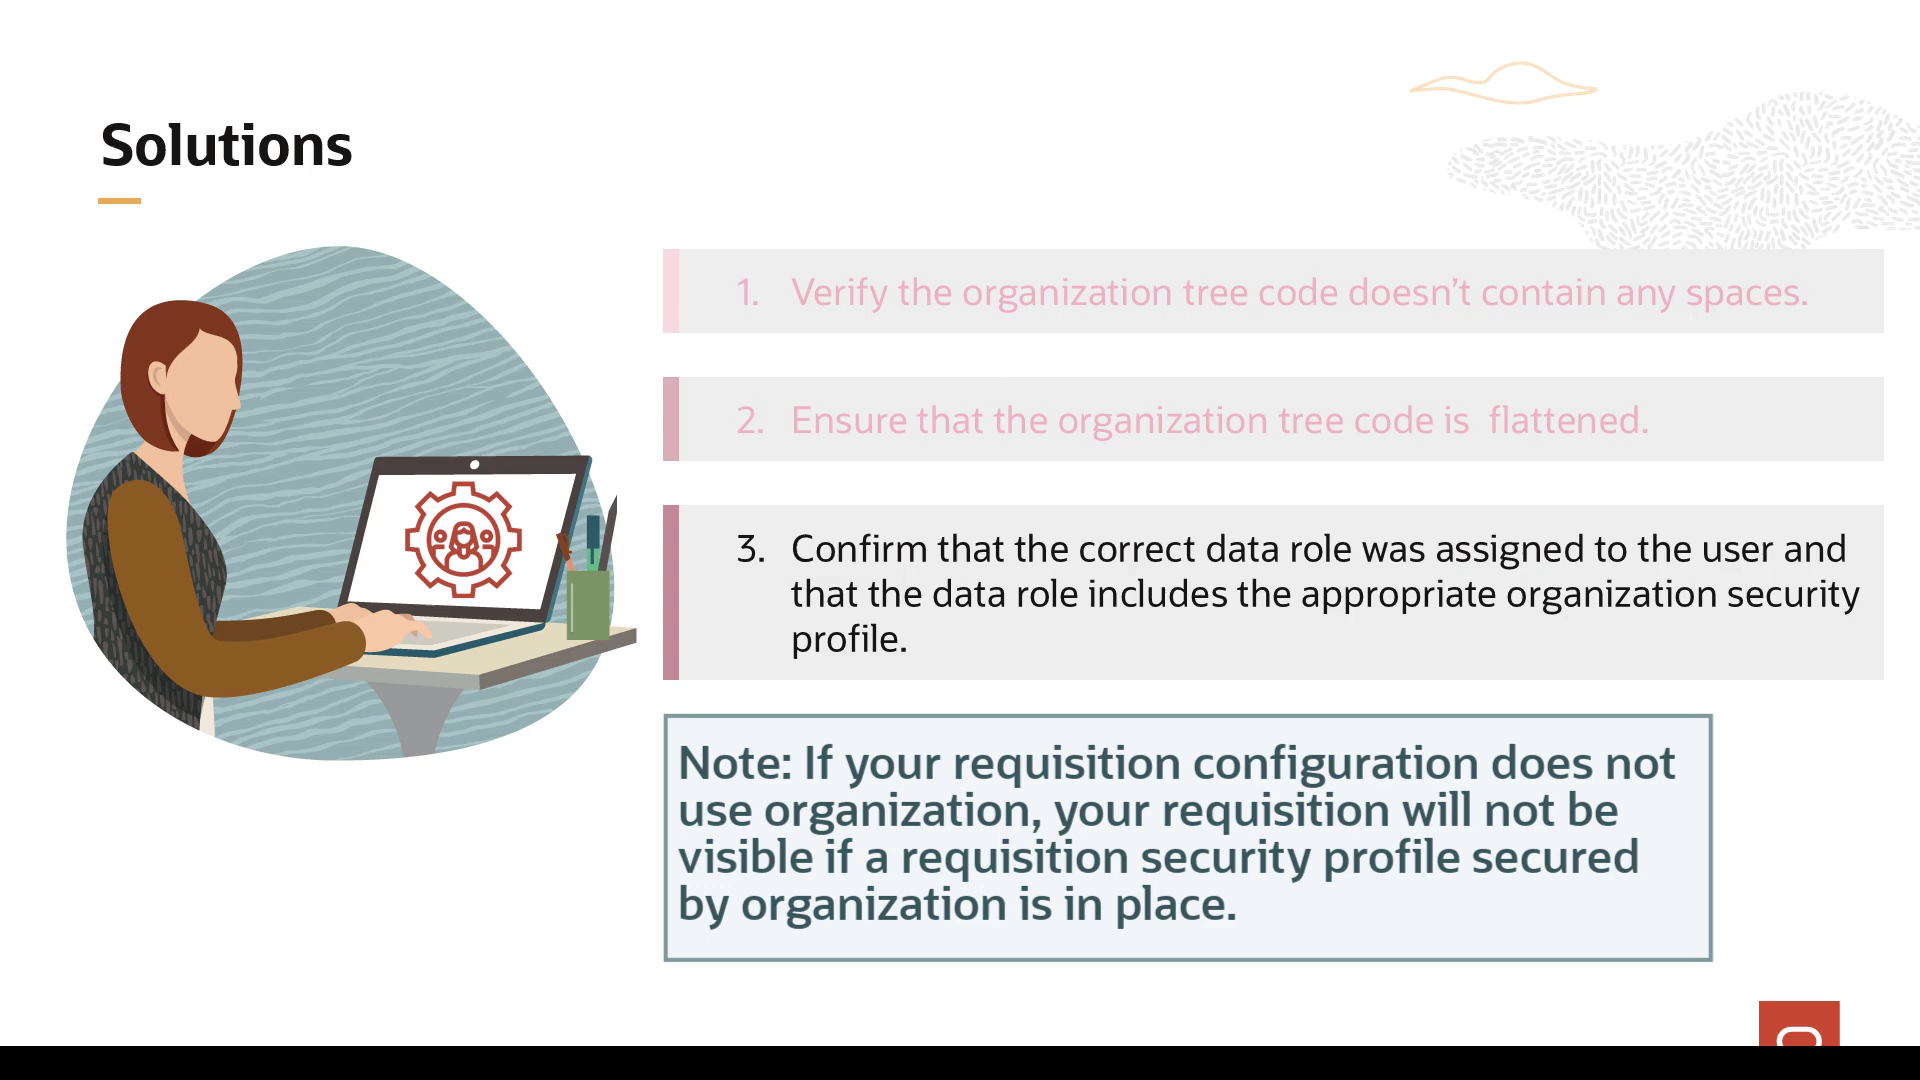 Solutions
1. Verify the organization tree code doesn’t contain any spaces.
2. Ensure that the organization tree code is  flattened.
3. Confirm that the correct data role was assigned to the user and
that the data role includes the appropriate organization security
profile.
Note: If your requisition configuration does not
use organization, your requisition will not be
visible if a requisition security profile secured
by organization is in place.